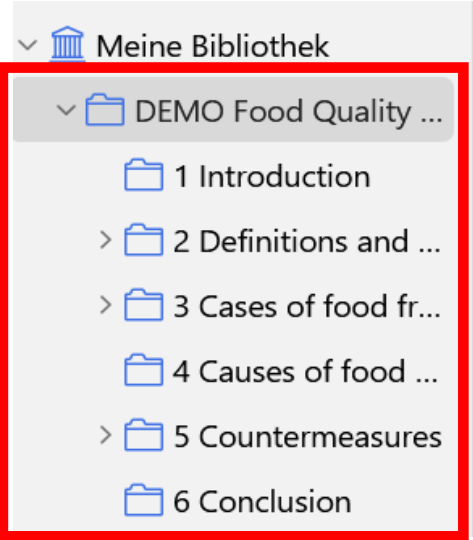 Meine Bibliothek
DEMO Food Quality ...
1 Introduction
2 Definitions and ...
3 Cases of food fr...
4 Causes of food ...
5 Countermeasures
6 Conclusion